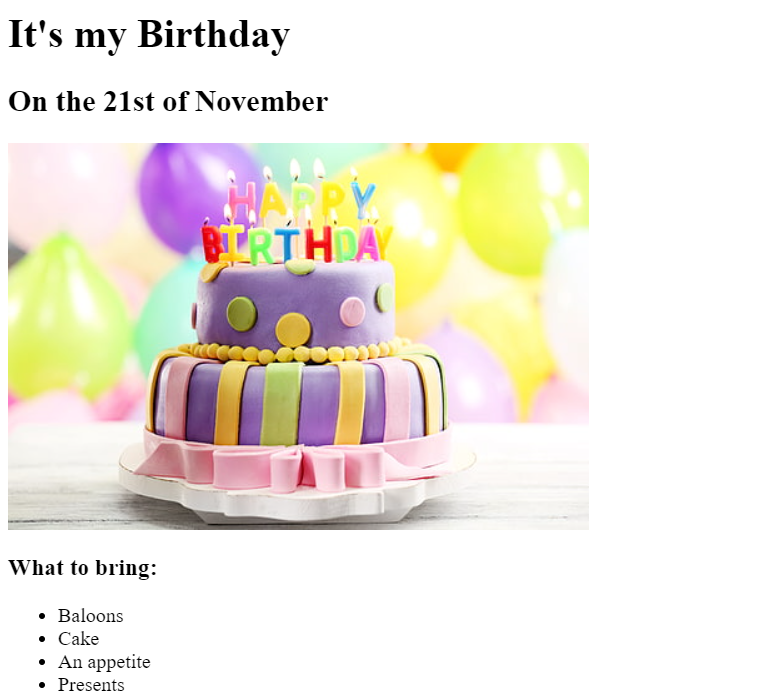 It's my Birthday
On the 21st of November
HAPPY
BIRTHDAY
What to bring:
Baloons
Cake
An appetite
Presents